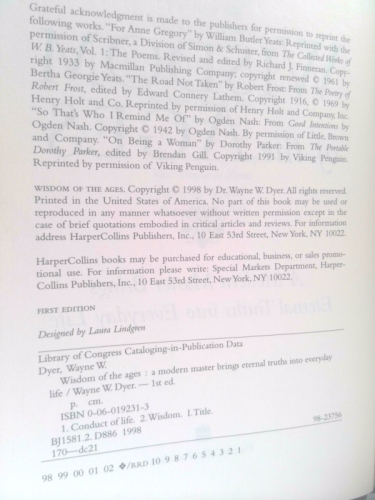 Grateful acknowledgment is made to the publishers for permission to reprint the
following works. "For Anne Gregory" by William Butler Yeats: Reprinted with the
permission of Scribner, a Division of Simon & Schuster, from The Collected Works of
W. B. Yeats, Vol. 1: The Poems. Revised and edited by Richard J. Finneran. Copy-
right 1933 by Macmillan Publishing Company; copyright renewed © 1961 by
Bertha Georgie Yeats. "The Road Not Taken" by Robert Frost: From The Poetry of
Robert Frost, edited by Edward Connery Lathem. Copyright 1916, © 1969 by
Henry Holt and Co. Reprinted by permission of Henry Holt and Company, Inc.
"So That's Who I Remind Me Of" by Ogden Nash: From Good Intentions by
Ogden Nash. Copyright © 1942 by Ogden Nash. By permission of Little, Brown
and Company. "On Being a Woman" by Dorothy Parker: From The Portable
Dorothy Parker, edited by Brendan Gill. Copyright 1991 by Viking Penguin.
Reprinted by permission of Viking Penguin.
WISDOM OF THE AGES. Copyright © 1998 by Dr. Wayne W. Dyer. All rights reserved.
Printed in the United States of America. No part of this book may be used or
reproduced in any manner whatsoever without written permission except in the
case of brief quotations embodied in critical articles and reviews. For information
address HarperCollins Publishers, Inc., 10 East 53rd Street, New York, NY 10022.
HarperCollins books may be purchased for educational, business, or sales promo-
tional use. For information please write: Special Markets Department, Harper-
Collins Publishers, Inc., 10 East 53rd Street, New York, NY 10022.
FIRST EDITION
Designed by Laura Lindgren
Library of Congress Cataloging-in-Publication Data
Dyer, Wayne W.
Wisdom of the ages : a modern master brings eternal truths into everyday
life / Wayne W. Dyer. — 1st ed.
p. cm.
ISBN 0-06-019231-3
1. Conduct of life. 2. Wisdom. I. Title.
BJ1581.2.D886 1998
170—dc21 98-23756
98 99 00 01 02 ❖/RRD 10 9 8 7 6 5 4 3 2 1